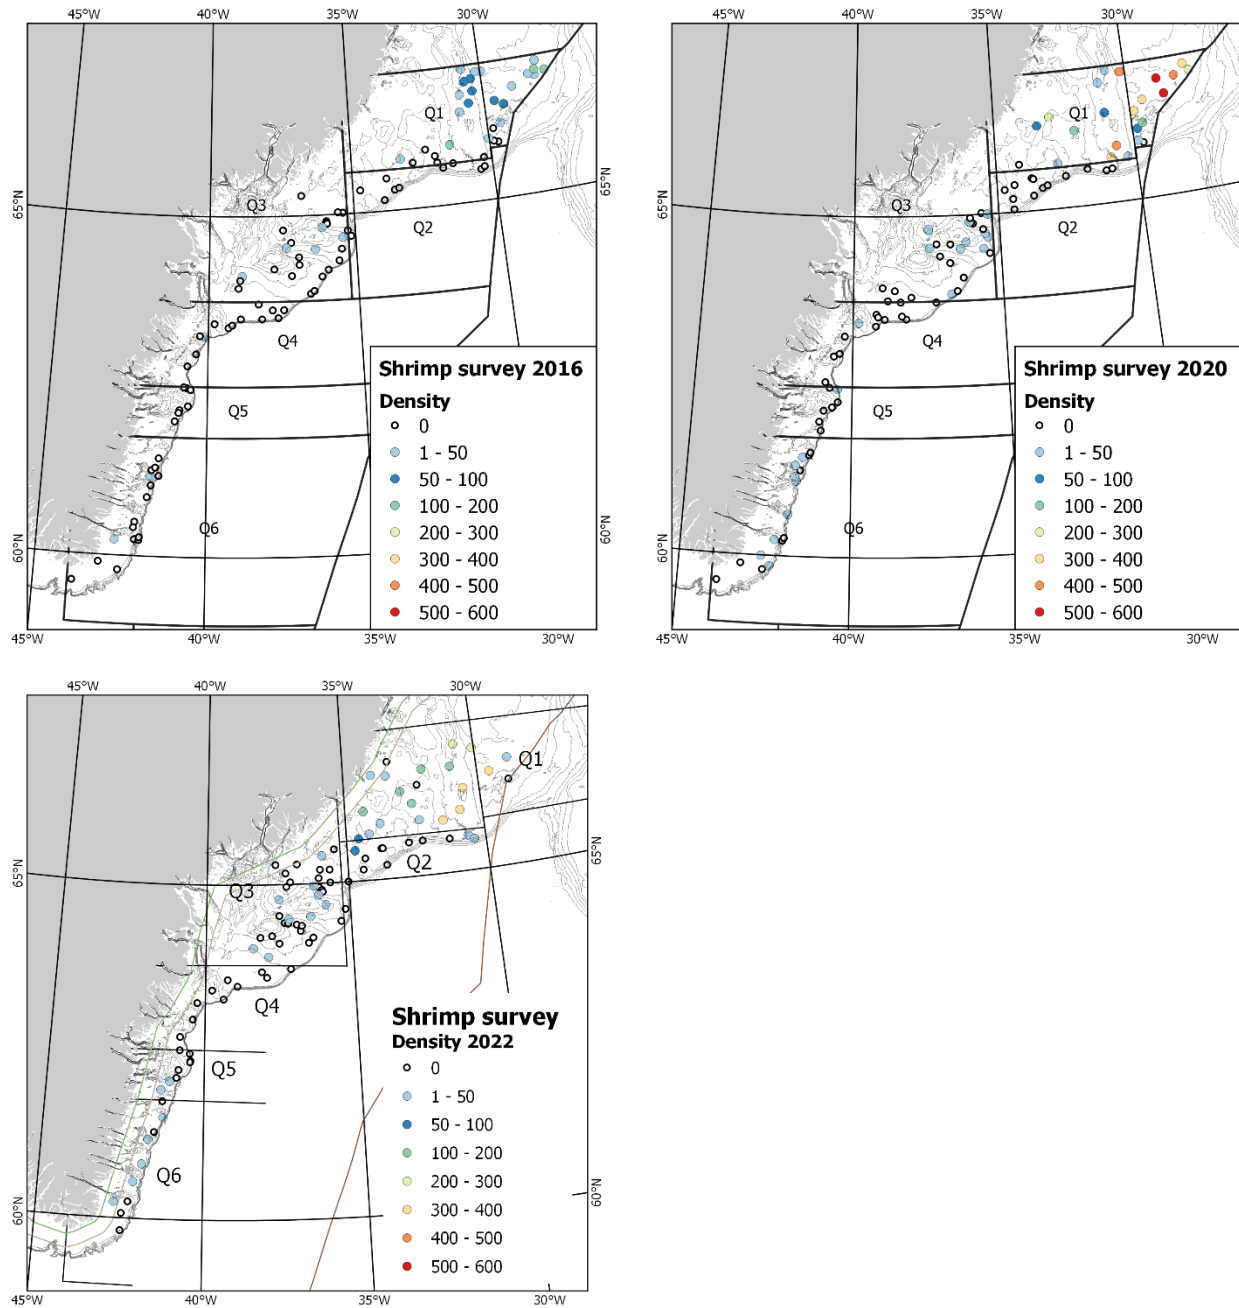 45°W 40°W 35°W 30°W
Q1
65°N
65°N
Q3
Q2
Q4
Shrimp survey 2016
Density
0
1 - 50
50 - 100
100 - 200
200 - 300
300 - 400
400 - 500
500 - 600
Q5
Q6
60°N
60°N
45°W 40°W 35°W 30°W
45°W 40°W 35°W 30°W
Q1
65°N
65°N
Q3
Q2
Q4
Shrimp survey 2020
Density
0
1 - 50
50 - 100
100 - 200
200 - 300
300 - 400
400 - 500
500 - 600
Q5
Q6
60°N
60°N
45°W 40°W 35°W 30°W
45°W 40°W 35°W 30°W
Q1
65°N
65°N
Q2
Q3
Q4
Shrimp survey
Density 2022
0
1 - 50
50 - 100
100 - 200
200 - 300
300 - 400
400 - 500
500 - 600
Q5
Q6
60°N
60°N
45°W 40°W 35°W 30°W